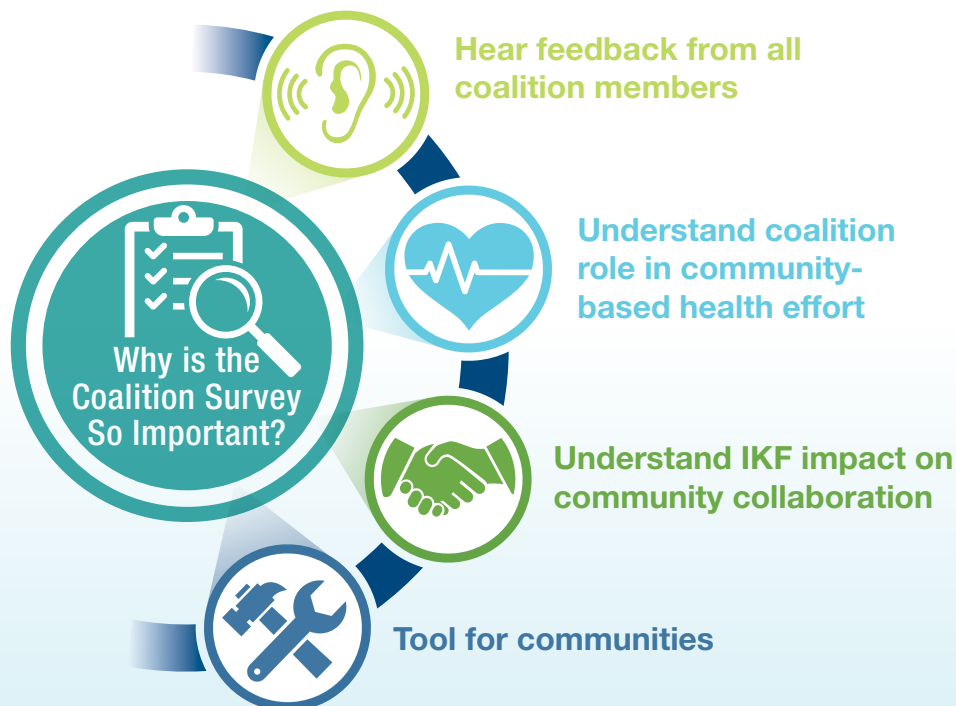 Hear feedback from all
coalition members
Understand coalition
role in community-
based health effort
Why is the
Coalition Survey
So Important?
Understand IKF impact on
community collaboration
Tool for communities